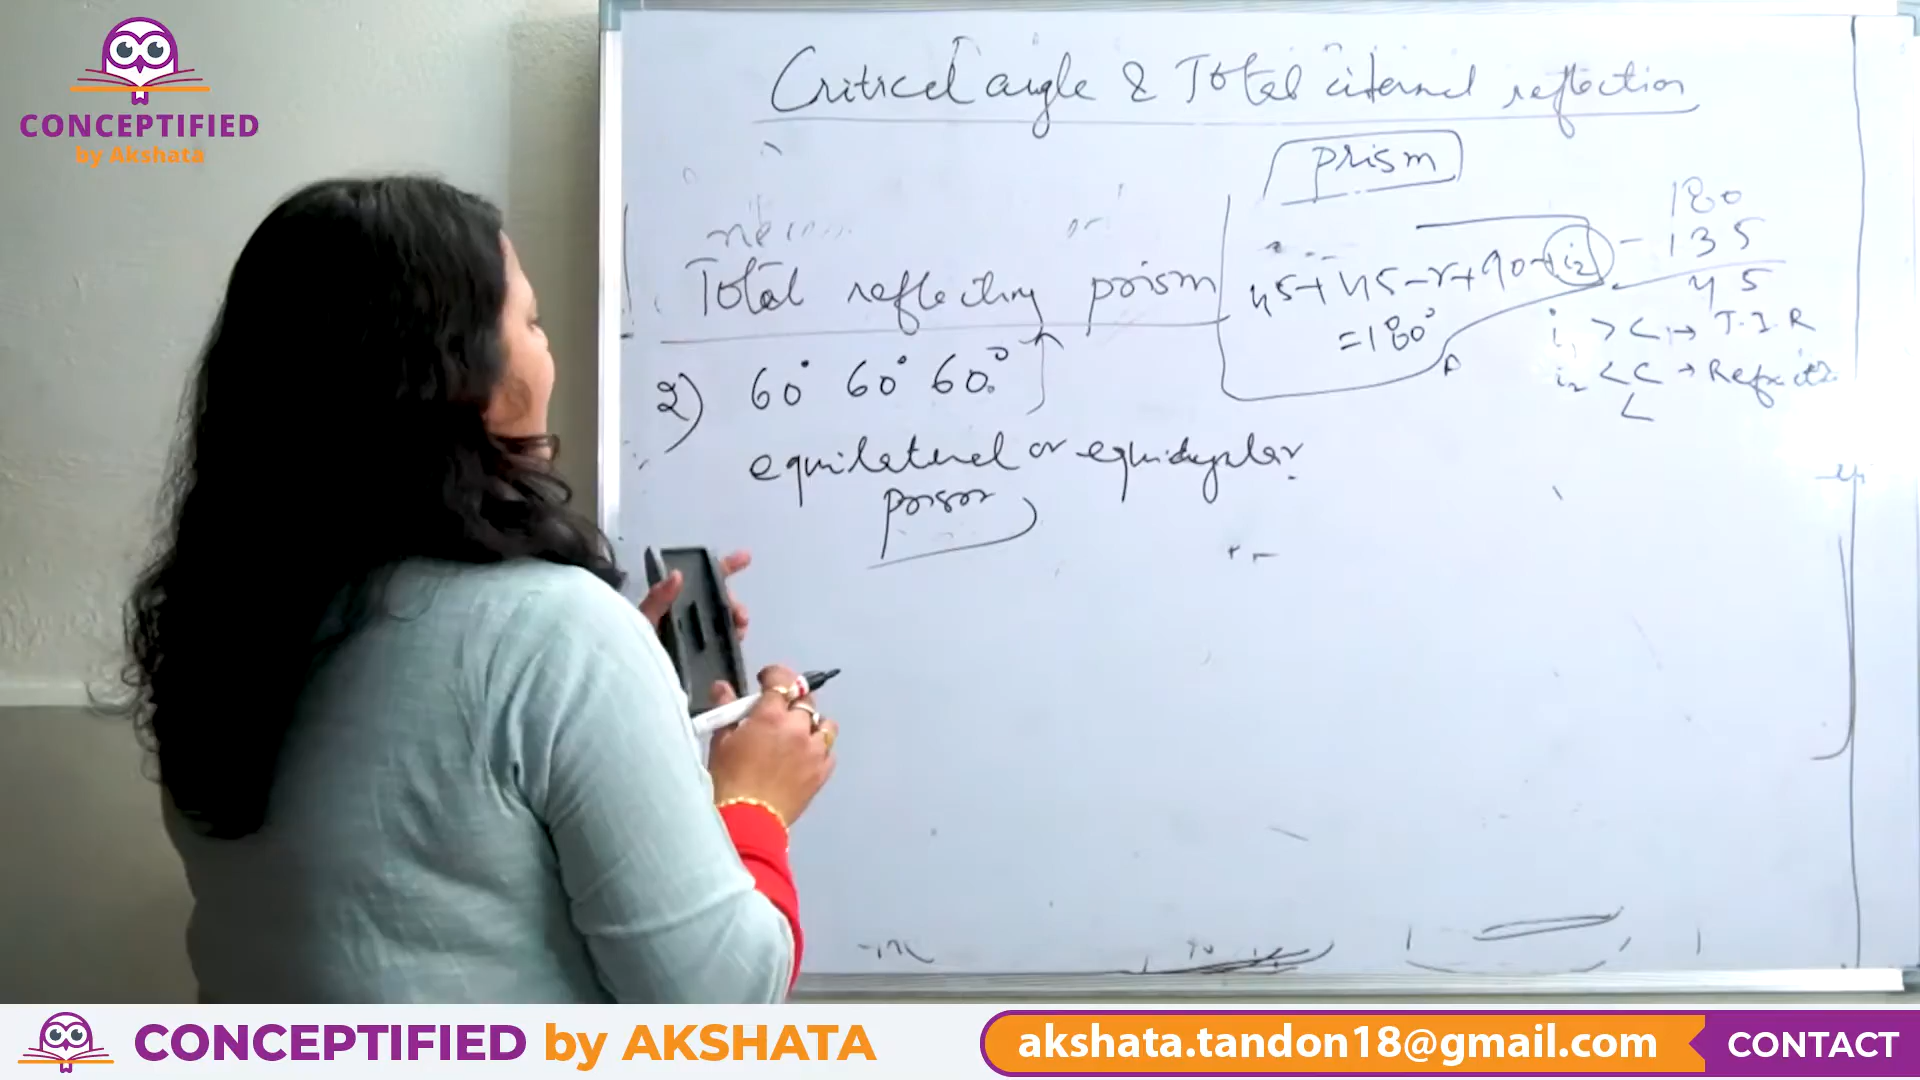 CONCEPTIFIED
by Akshata
Critical angle & Total internal reflection
prism
180
- 135
45
Total reflecting prism
45+45-r+90+i2
=180°
i1 > C → T.I.R
i2 < C →
<
2) 60° 60° 60°
equilateral or equiangular
prism
CONCEPTIFIED by AKSHATA
akshata.tandon18@gmail.com
CONTACT